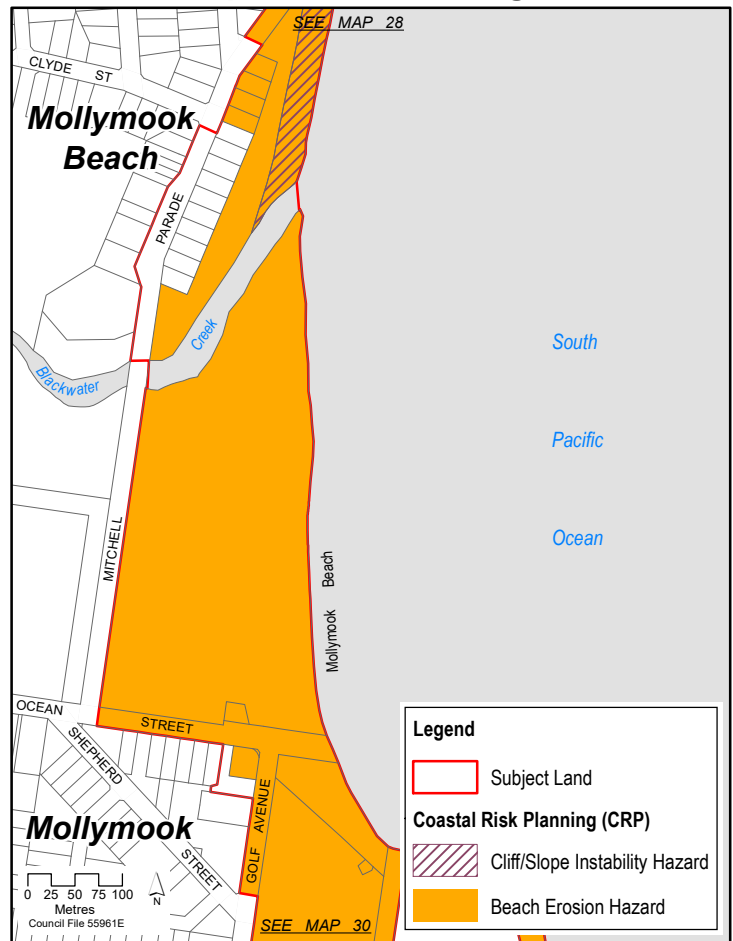 SEE MAP 28
CLYDE ST
Mollymook
Beach
PARADE
South
Creek
Blackwater
Pacific
MITCHELL
Ocean
Mollymook Beach
OCEAN
STREET
SHEPHERD
STREET
GOLF AVENUE
Mollymook
0 25 50 75 100
Metres
N
Council File 55961E
SEE MAP 30
Legend
Subject Land
Coastal Risk Planning (CRP)
Cliff/Slope Instability Hazard
Beach Erosion Hazard